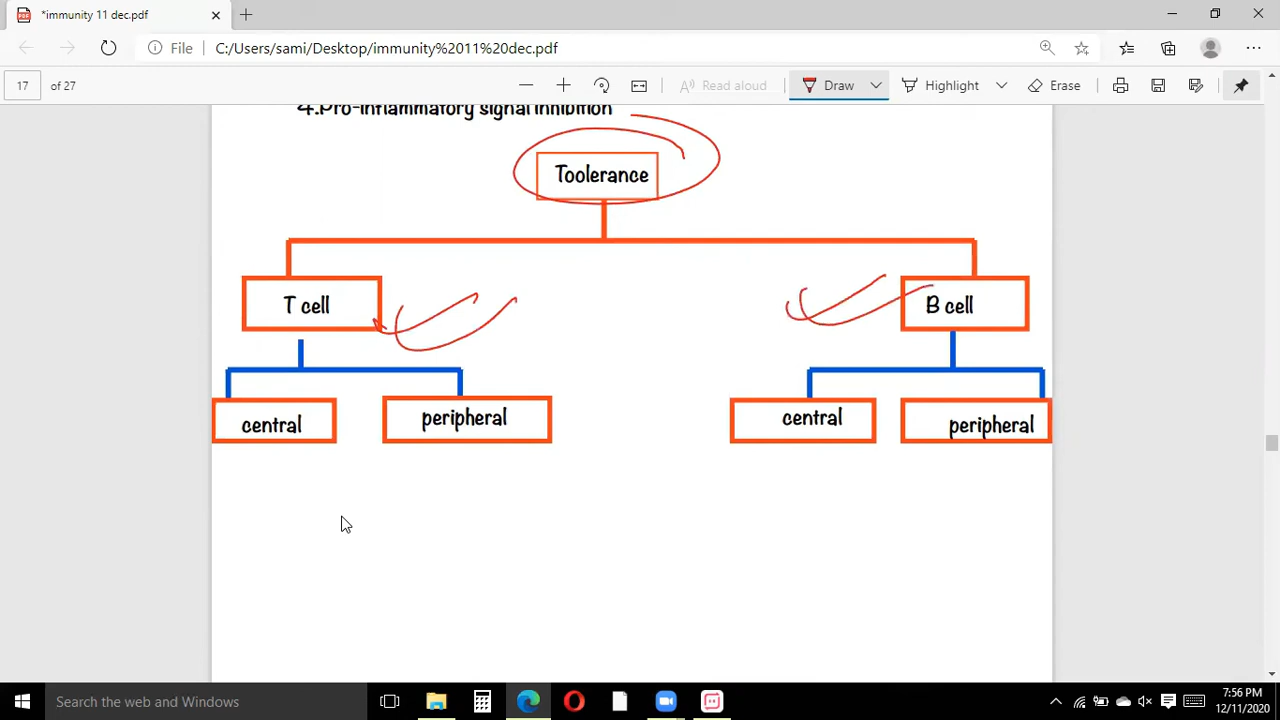 *immunity 11 dec.pdf
File C:/Users/sami/Desktop/immunity%2011%20dec.pdf
17 of 27 Read aloud Draw Highlight Erase
4.Pro-inflammatory signal inhibition
Toolerance
T cell B cell
central peripheral central peripheral
Search the web and Windows
7:56 PM
12/11/2020